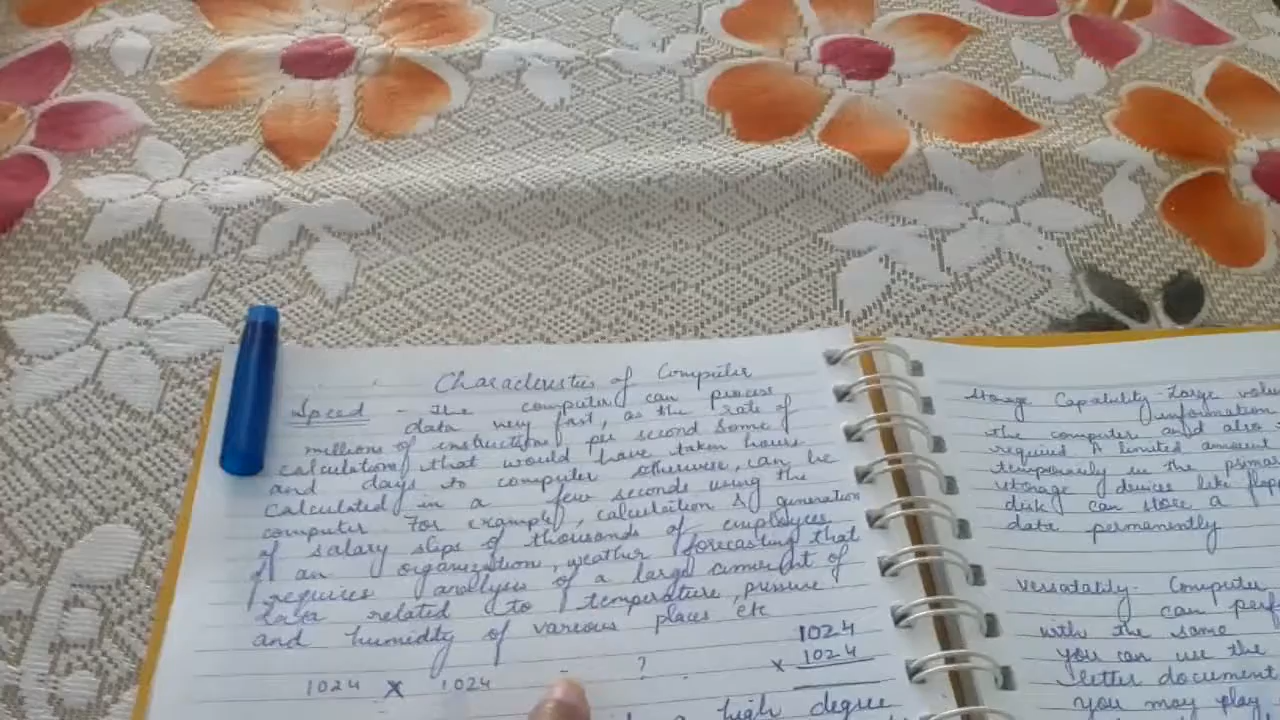 Characteristics of Computer
Speed - The computer can process
data very fast, as the rate of
millions of instructions per second some
calculations that would have taken hours
and days to computer otherwise, can be
calculated in a few seconds using the
computer For example, calculation & generation
of salary slips of thousands of employees
of an organization, weather forecasting that
requires analysis of a large amount of
data related to temperature, pressure
and humidity of various places etc
1024 x 1024 = ?
1024
x 1024
a high degree
Storage Capability - Large
information
the computer and also
required A limited amount
temporarily in the
storage devices like
disk can store a
data permanently
Versatality - Computer
can
with the same
you can use the
letter document
you may play